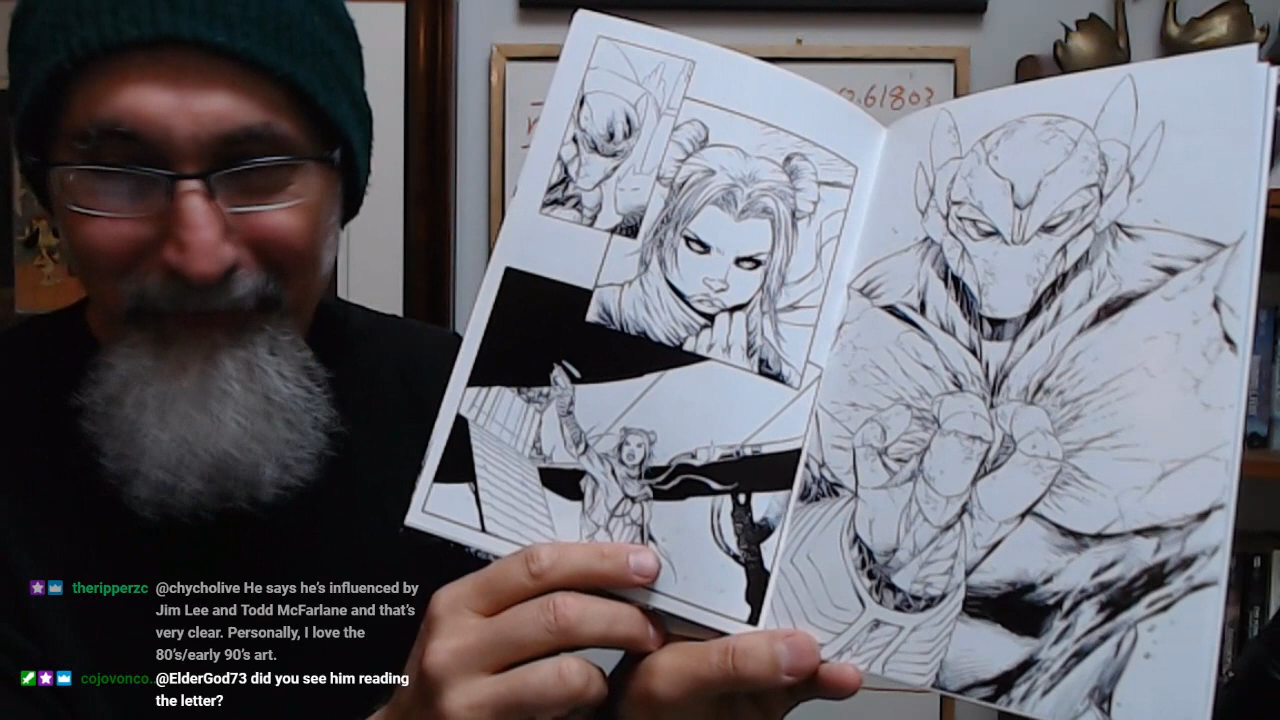 0.61803
theripperzc @chycholive He says he's influenced by
Jim Lee and Todd McFarlane and that's
very clear. Personally, I love the
80's/early 90's art.
cojovonco. @ElderGod73 did you see him reading
the letter?